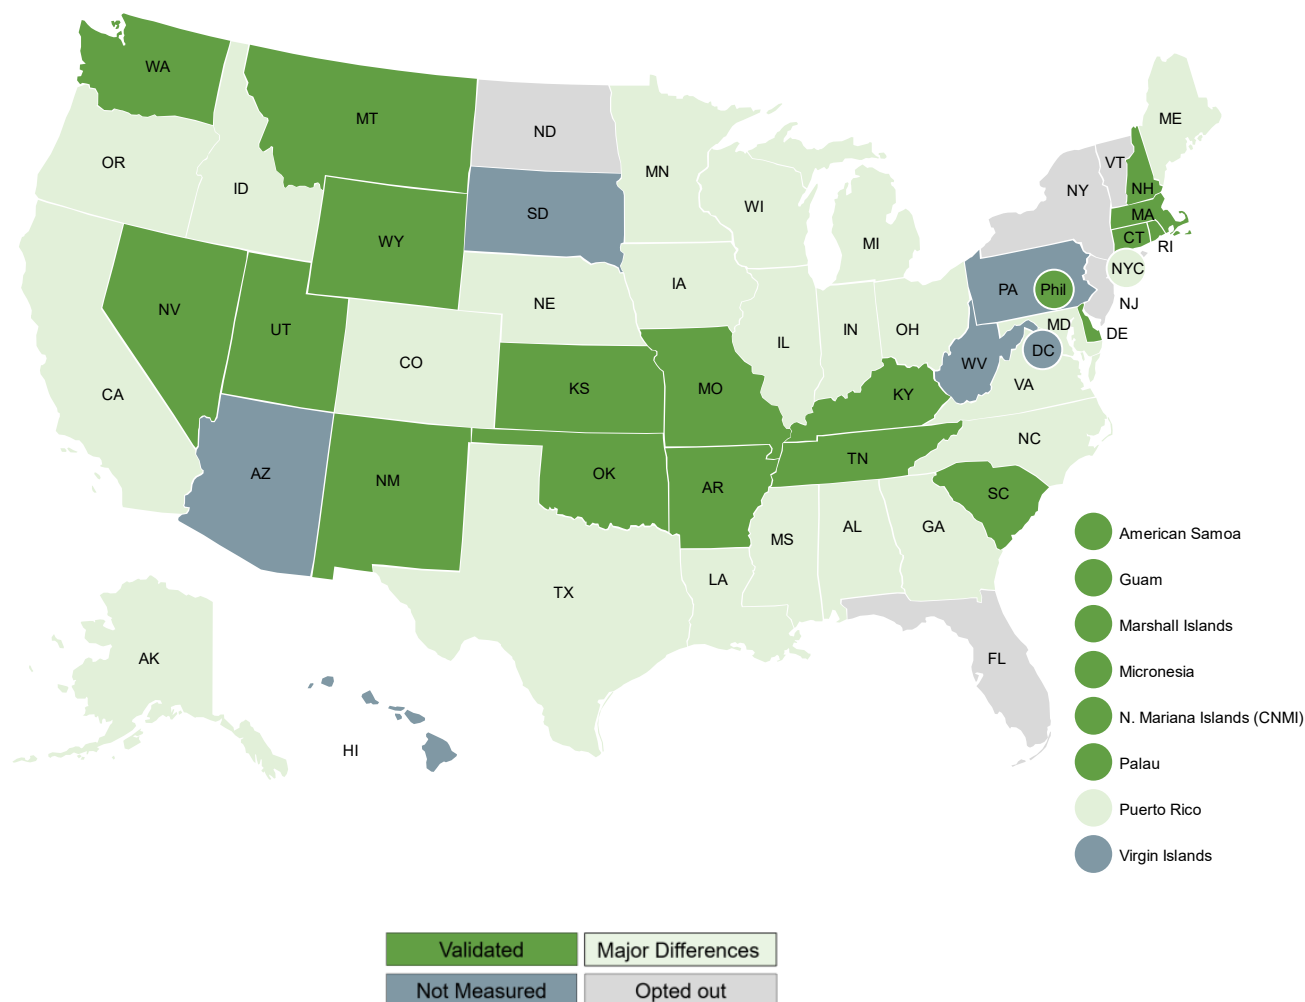 WA
MT
ND
ME
OR
ID
MN
VT
NH
NY
WY
SD
WI
MI
MA
CT
RI
NYC
NV
UT
NE
IA
PA
Phil
NJ
CO
IL
IN
OH
MD
DE
DC
WV
CA
KS
MO
KY
VA
NC
AZ
NM
OK
AR
TN
SC
TX
LA
MS
AL
GA
FL
AK
HI
American Samoa
Guam
Marshall Islands
Micronesia
N. Mariana Islands (CNMI)
Palau
Puerto Rico
Virgin Islands
Validated
Major Differences
Not Measured
Opted out